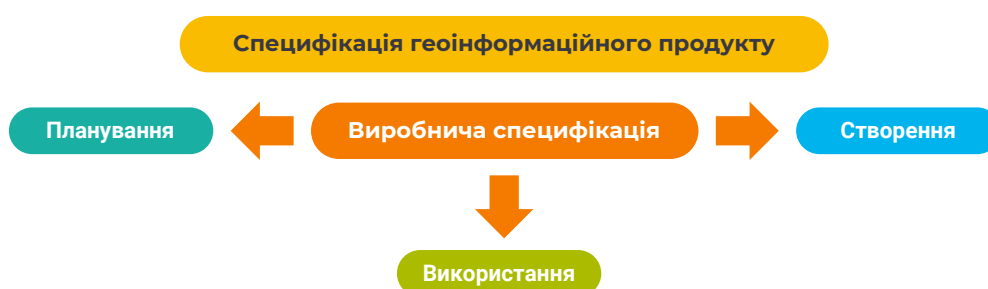 Специфікація геоінформаційного продукту
Планування
Виробнича специфікація
Створення
Використання